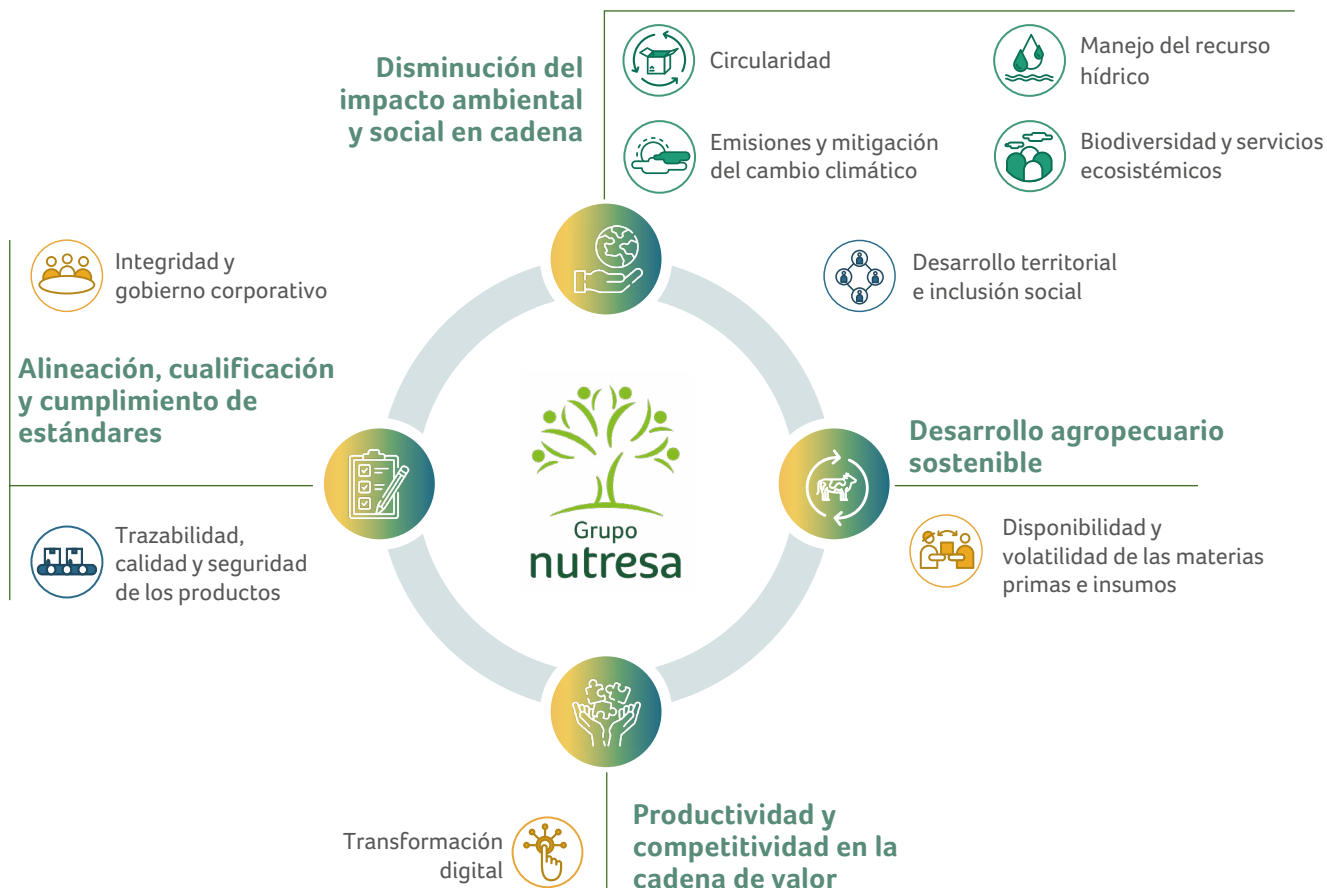 Disminución del
impacto ambiental
y social en cadena
Circularidad
Manejo del recurso
hídrico
Emisiones y mitigación
del cambio climático
Biodiversidad y servicios
ecosistémicos
Integridad y
gobierno corporativo
Desarrollo territorial
e inclusión social
Alineación, cualificación
y cumplimiento de
estándares
Grupo
nutresa
Desarrollo agropecuario
sostenible
Trazabilidad,
calidad y seguridad
de los productos
Disponibilidad y
volatilidad de las materias
primas e insumos
Transformación
digital
Productividad y
competitividad en la
cadena de valor